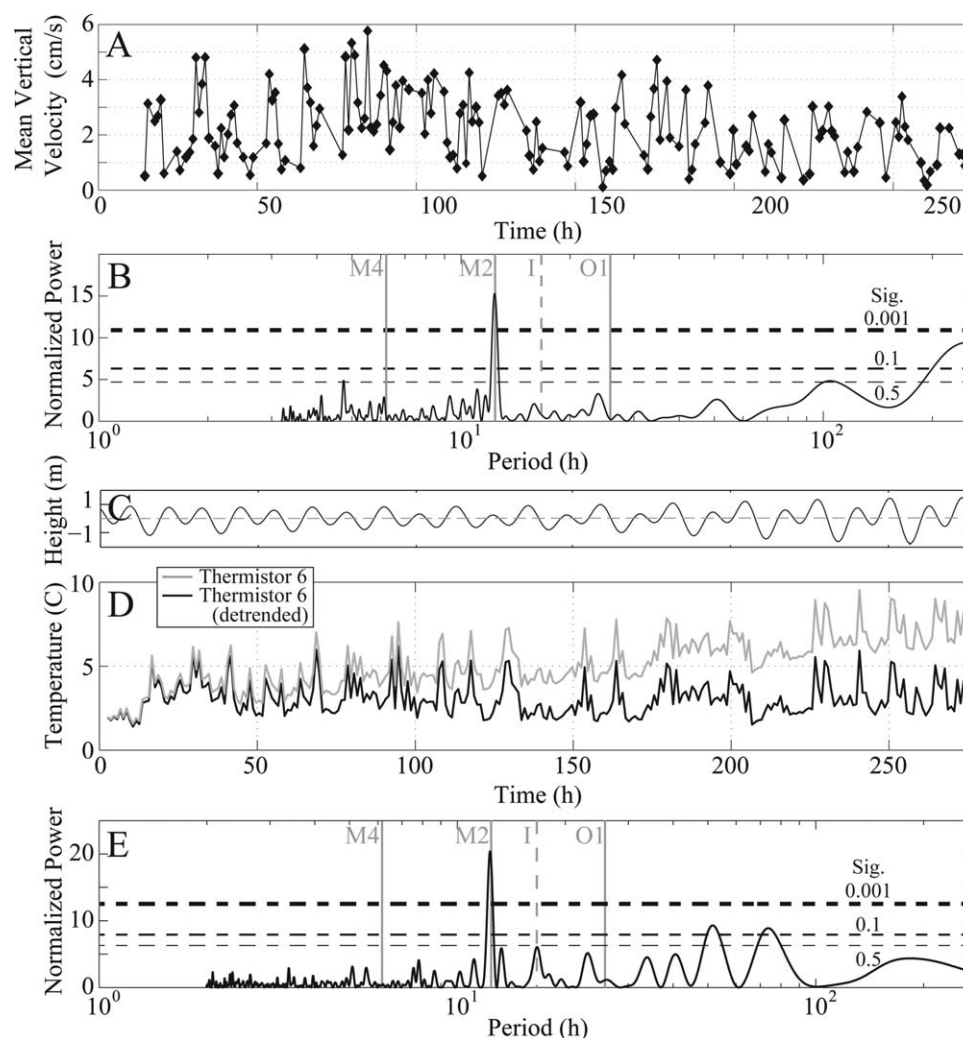 A
Mean Vertical
Velocity (cm/s)
6
4
2
0
0 50 100 150 200 250
Time (h)
B
Normalized Power
15
10
5
0
M4 M2 I O1
Sig.
0.001
0.1
0.5
10^0 10^1 10^2
Period (h)
C
Height (m)
1
−1
D
Temperature (C)
10
5
0
Thermistor 6
Thermistor 6
(detrended)
0 50 100 150 200 250
Time (h)
E
Normalized Power
20
10
0
M4 M2 I O1
Sig.
0.001
0.1
0.5
10^0 10^1 10^2
Period (h)